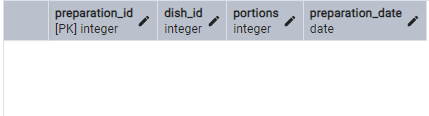 preparation_id dish_id portions preparation_date
[PK] integer integer integer date